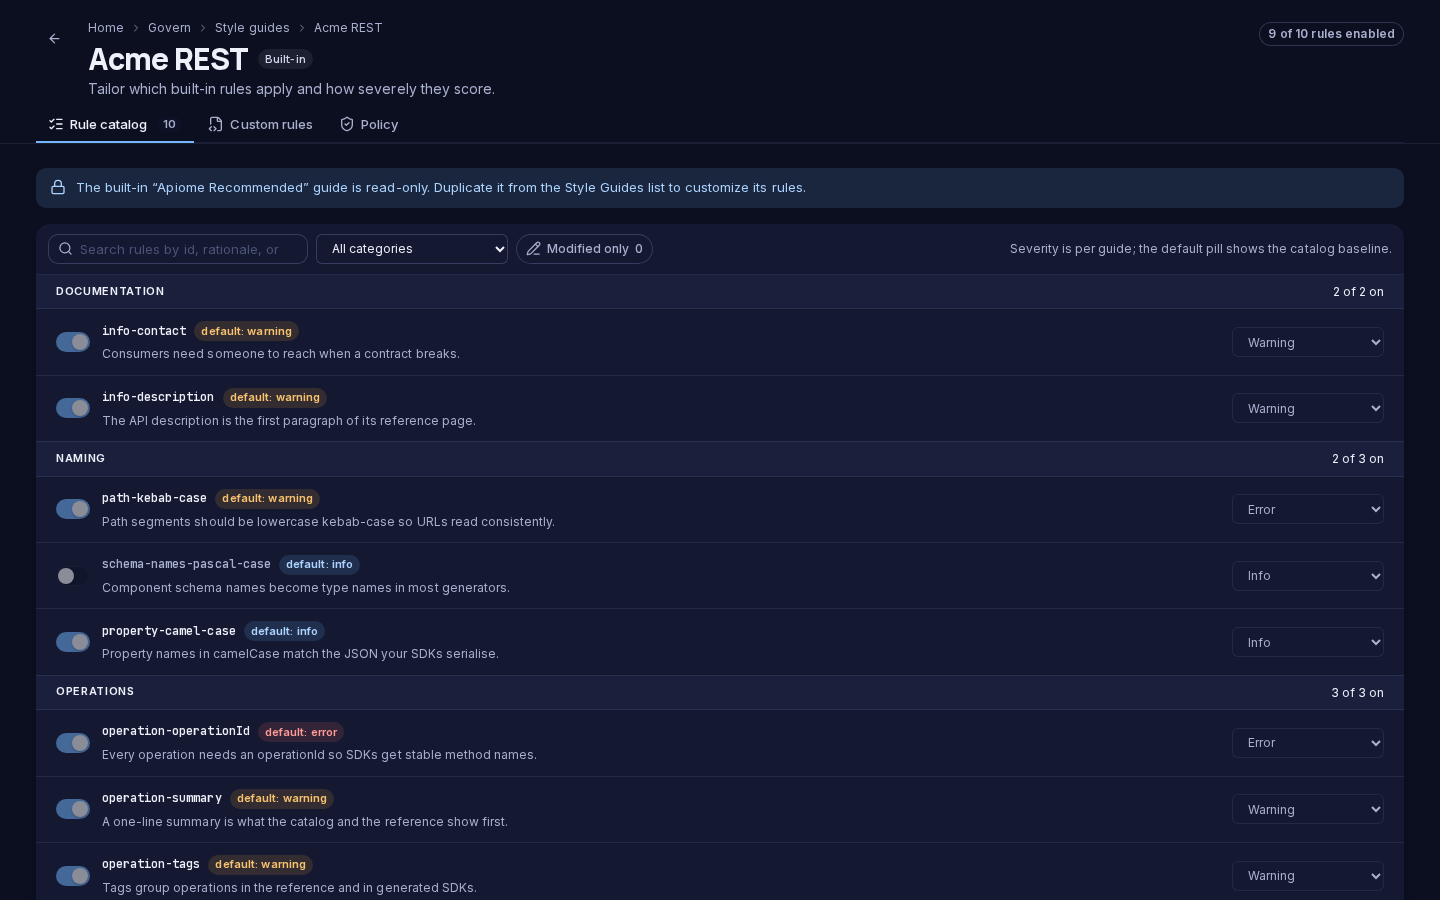 Home > Govern > Style guides > Acme REST
9 of 10 rules enabled
Acme REST Built-in
Tailor which built-in rules apply and how severely they score.
Rule catalog 10 Custom rules Policy
The built-in “Apiome Recommended” guide is read-only. Duplicate it from the Style Guides list to customize its rules.
Search rules by id, rationale, or All categories Modified only 0 Severity is per guide; the default pill shows the catalog baseline.
DOCUMENTATION 2 of 2 on
info-contact default: warning
Consumers need someone to reach when a contract breaks.
Warning
info-description default: warning
The API description is the first paragraph of its reference page.
Warning
NAMING 2 of 3 on
path-kebab-case default: warning
Path segments should be lowercase kebab-case so URLs read consistently.
Error
schema-names-pascal-case default: info
Component schema names become type names in most generators.
Info
property-camel-case default: info
Property names in camelCase match the JSON your SDKs serialise.
Info
OPERATIONS 3 of 3 on
operation-operationId default: error
Every operation needs an operationId so SDKs get stable method names.
Error
operation-summary default: warning
A one-line summary is what the catalog and the reference show first.
Warning
operation-tags default: warning
Tags group operations in the reference and in generated SDKs.
Warning